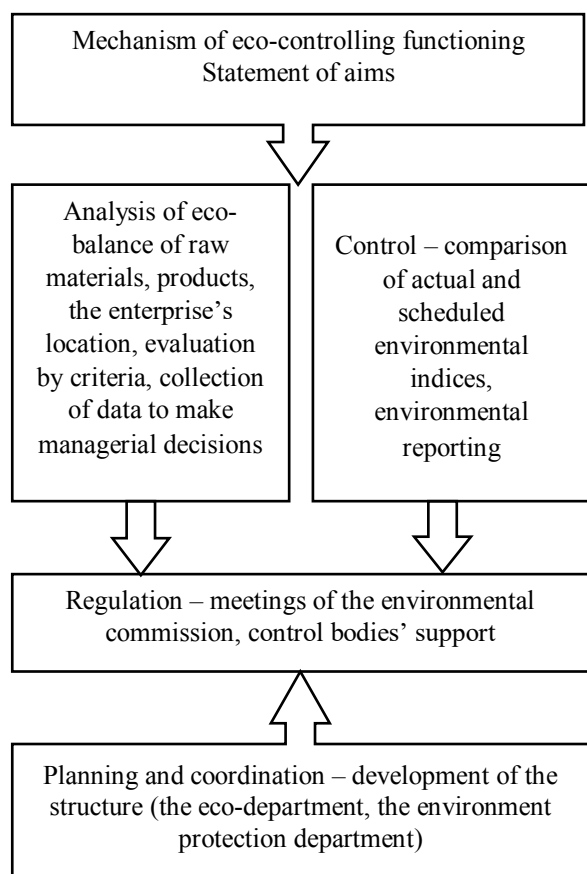 Mechanism of eco-controlling functioning
Statement of aims
Analysis of eco-
balance of raw
materials, products,
the enterprise’s
location, evaluation
by criteria, collection
of data to make
managerial decisions
Control – comparison
of actual and
scheduled
environmental
indices,
environmental
reporting
Regulation – meetings of the environmental
commission, control bodies’ support
Planning and coordination – development of the
structure (the eco-department, the environment
protection department)